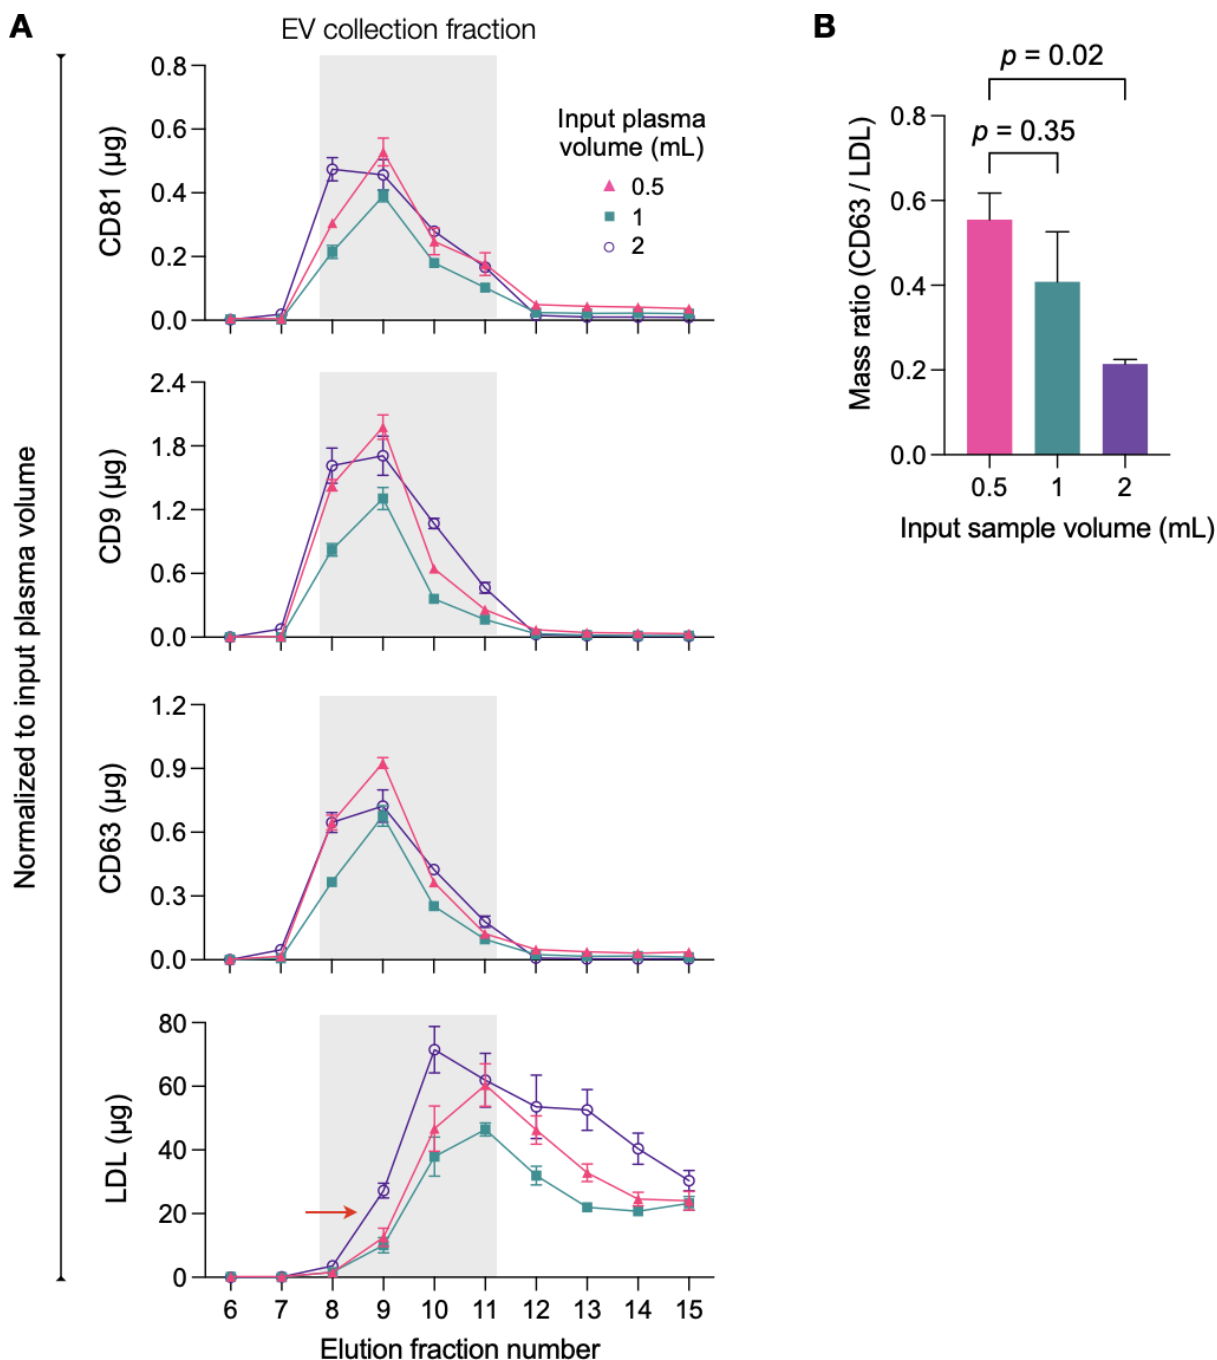 A
EV collection fraction
Normalized to input plasma volume
CD81 (µg)
0.8
0.6
0.4
0.2
0.0
Input plasma
volume (mL)
0.5
1
2
CD9 (µg)
2.4
1.8
1.2
0.6
0.0
CD63 (µg)
1.2
0.9
0.6
0.3
0.0
LDL (µg)
80
60
40
20
0
6 7 8 9 10 11 12 13 14 15
Elution fraction number
B
p = 0.02
p = 0.35
Mass ratio (CD63 / LDL)
0.8
0.6
0.4
0.2
0.0
0.5 1 2
Input sample volume (mL)